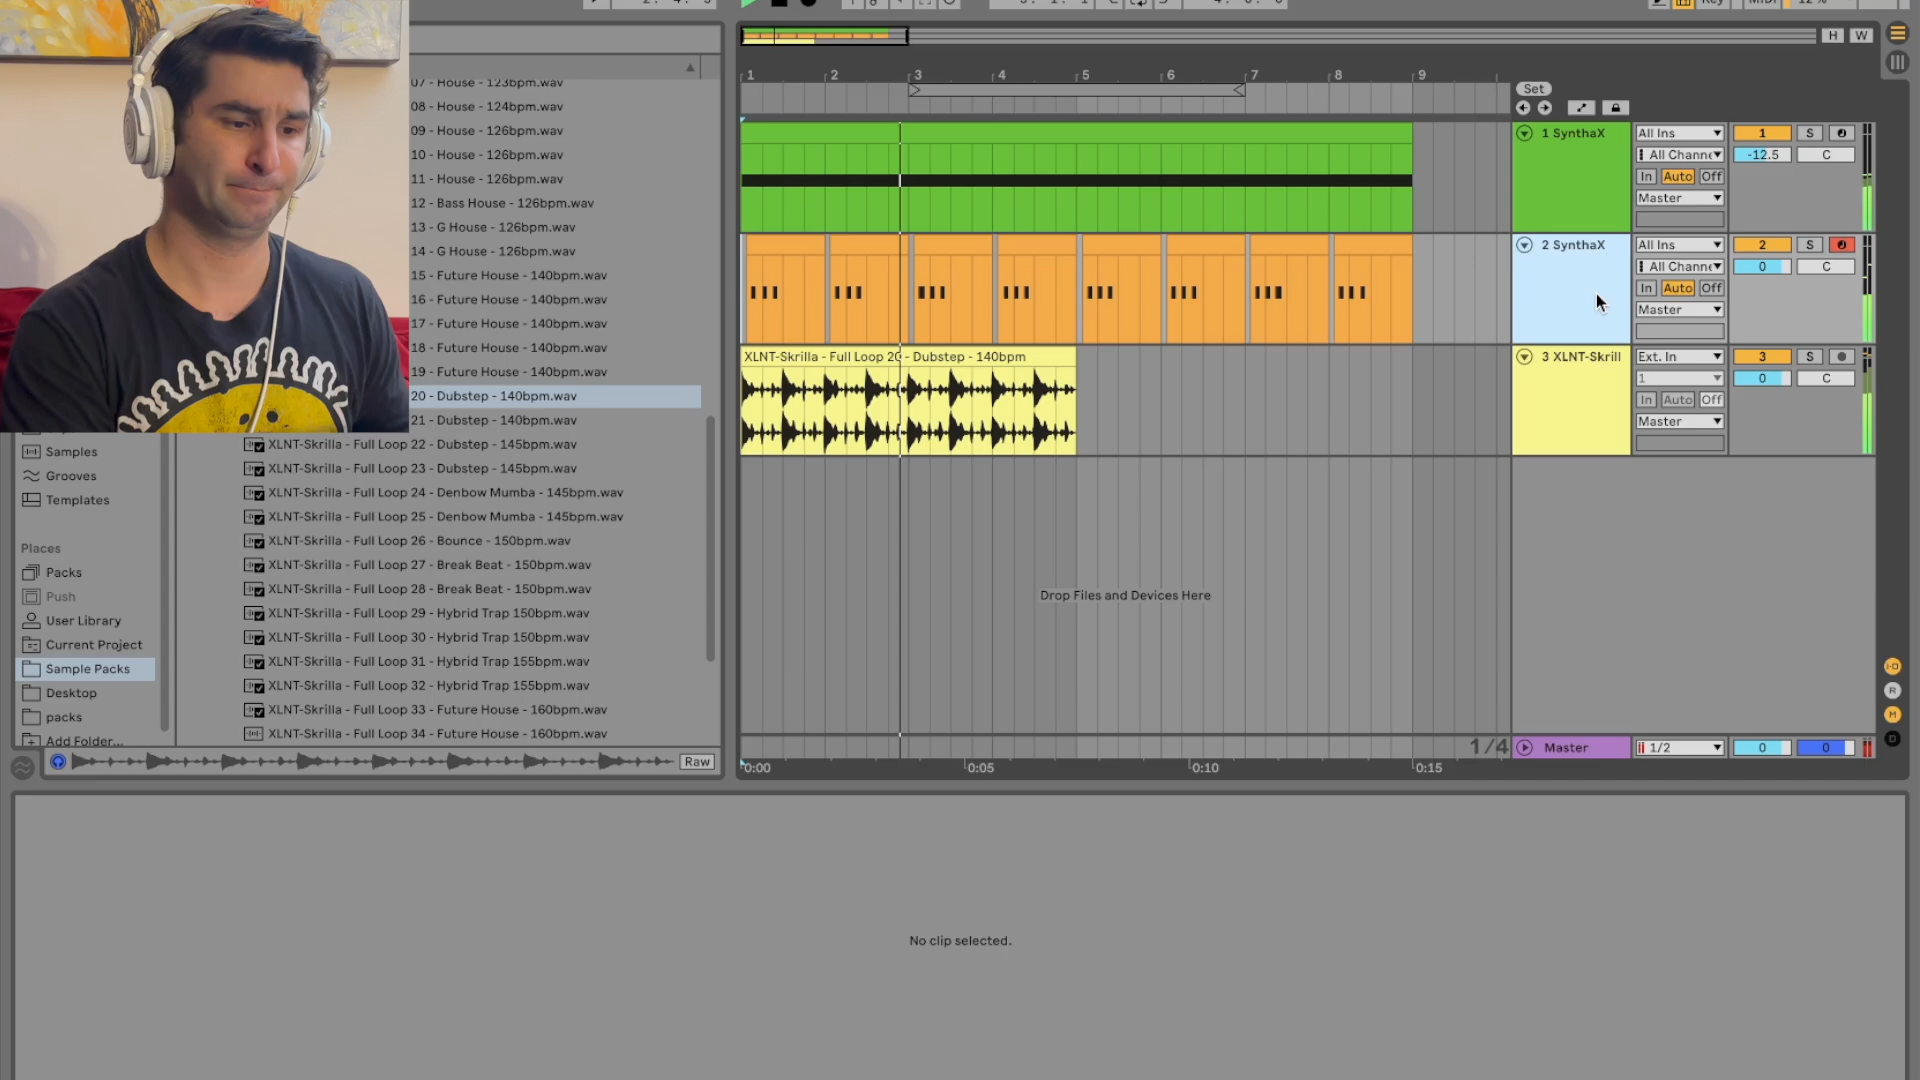 Key
MIDI
12 %
H
W
1
2
3
4
5
6
7
8
9
Set
07 - House - 123bpm.wav
08 - House - 124bpm.wav
09 - House - 126bpm.wav
10 - House - 126bpm.wav
11 - House - 126bpm.wav
12 - Bass House - 126bpm.wav
13 - G House - 126bpm.wav
14 - G House - 126bpm.wav
15 - Future House - 140bpm.wav
16 - Future House - 140bpm.wav
17 - Future House - 140bpm.wav
18 - Future House - 140bpm.wav
19 - Future House - 140bpm.wav
20 - Dubstep - 140bpm.wav
21 - Dubstep - 140bpm.wav
XLNT-Skrilla - Full Loop 22 - Dubstep - 145bpm.wav
XLNT-Skrilla - Full Loop 23 - Dubstep - 145bpm.wav
XLNT-Skrilla - Full Loop 24 - Denbow Mumba - 145bpm.wav
XLNT-Skrilla - Full Loop 25 - Denbow Mumba - 145bpm.wav
XLNT-Skrilla - Full Loop 26 - Bounce - 150bpm.wav
XLNT-Skrilla - Full Loop 27 - Break Beat - 150bpm.wav
XLNT-Skrilla - Full Loop 28 - Break Beat - 150bpm.wav
XLNT-Skrilla - Full Loop 29 - Hybrid Trap 150bpm.wav
XLNT-Skrilla - Full Loop 30 - Hybrid Trap 150bpm.wav
XLNT-Skrilla - Full Loop 31 - Hybrid Trap 155bpm.wav
XLNT-Skrilla - Full Loop 32 - Hybrid Trap 155bpm.wav
XLNT-Skrilla - Full Loop 33 - Future House - 160bpm.wav
XLNT-Skrilla - Full Loop 34 - Future House - 160bpm.wav
Samples
Grooves
Templates
Places
Packs
Push
User Library
Current Project
Sample Packs
Desktop
packs
Add Folder...
Raw
XLNT-Skrilla - Full Loop 20 - Dubstep - 140bpm
Drop Files and Devices Here
1/4
0:00
0:05
0:10
0:15
1 SynthaX
All Ins
1
S
All Channe
-12.5
C
In Auto Off
Master
2 SynthaX
All Ins
2
S
All Channe
0
C
In Auto Off
Master
3 XLNT-Skrill
Ext. In
3
S
1
0
C
In Auto Off
Master
Master
1/2
0
0
I·O
R
M
D
No clip selected.